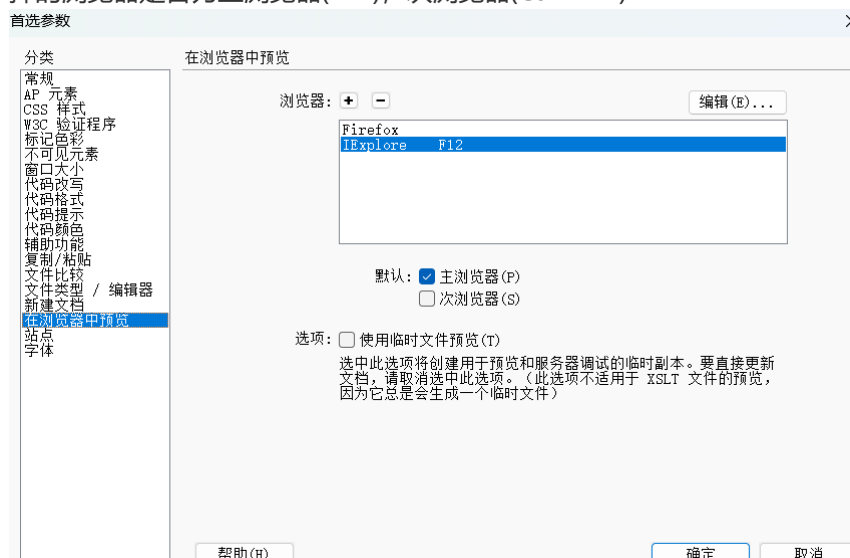 首选参数
分类
常规
AP 元素
CSS 样式
W3C 验证程序
标记色彩
不可见元素
窗口大小
代码改写
代码格式
代码提示
代码颜色
辅助功能
复制/粘贴
文件比较
文件类型 / 编辑器
新建文档
在浏览器中预览
站点
字体
在浏览器中预览
浏览器: + −
编辑(E)...
Firefox
IExplore F12
默认: 主浏览器(P)
次浏览器(S)
选项: 使用临时文件预览(T)
选中此选项将创建用于预览和服务器调试的临时副本。要直接更新
文档，请取消选中此选项。（此选项不适用于 XSLT 文件的预览，
因为它总是会生成一个临时文件）
帮助(H)
确定
取消